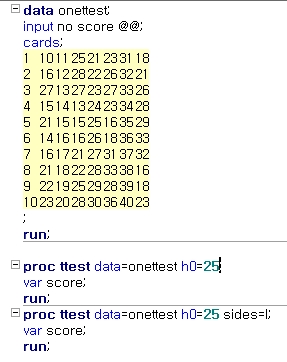 data onettest;
input no score @@;
cards;
1 10 11 25 21 23 31 18
2 16 12 28 22 26 32 21
3 27 13 27 23 27 33 26
4 15 14 13 24 23 34 28
5 21 15 15 25 16 35 29
6 14 16 16 26 18 36 33
7 16 17 21 27 31 37 32
8 21 18 22 28 33 38 16
9 22 19 25 29 28 39 18
10 23 20 28 30 36 40 23
;
run;
proc ttest data=onettest h0=25;
var score;
run;
proc ttest data=onettest h0=25 sides=l;
var score;
run;